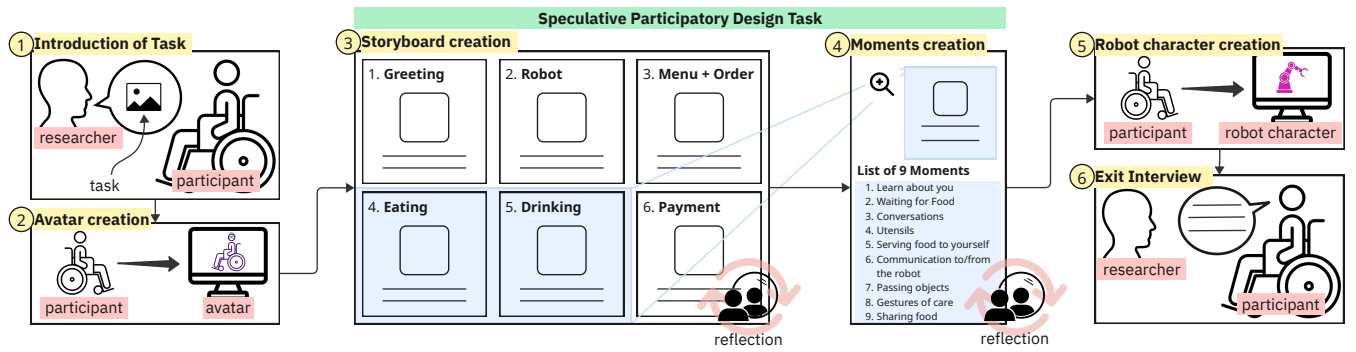 Speculative Participatory Design Task
1 Introduction of Task
researcher
task
participant
2 Avatar creation
participant
avatar
3 Storyboard creation
1. Greeting
2. Robot
3. Menu + Order
4. Eating
5. Drinking
6. Payment
reflection
4 Moments creation
List of 9 Moments
1. Learn about you
2. Waiting for Food
3. Conversations
4. Utensils
5. Serving food to yourself
6. Communication to/from
the robot
7. Passing objects
8. Gestures of care
9. Sharing food
reflection
5 Robot character creation
participant
robot character
6 Exit Interview
researcher
participant